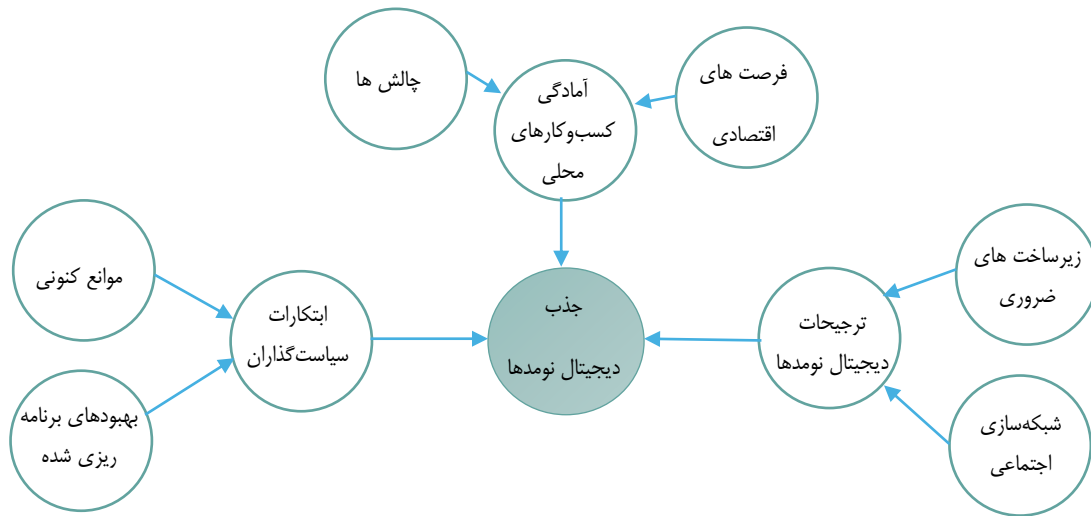 فرصت های
اقتصادی
آمادگی
کسب‌وکارهای
محلی
چالش ها
زیرساخت های
ضروری
ترجیحات
دیجیتال نومدها
شبکه‌سازی
اجتماعی
جذب
دیجیتال نومدها
موانع کنونی
ابتکارات
سیاست‌گذاران
بهبودهای برنامه
ریزی شده